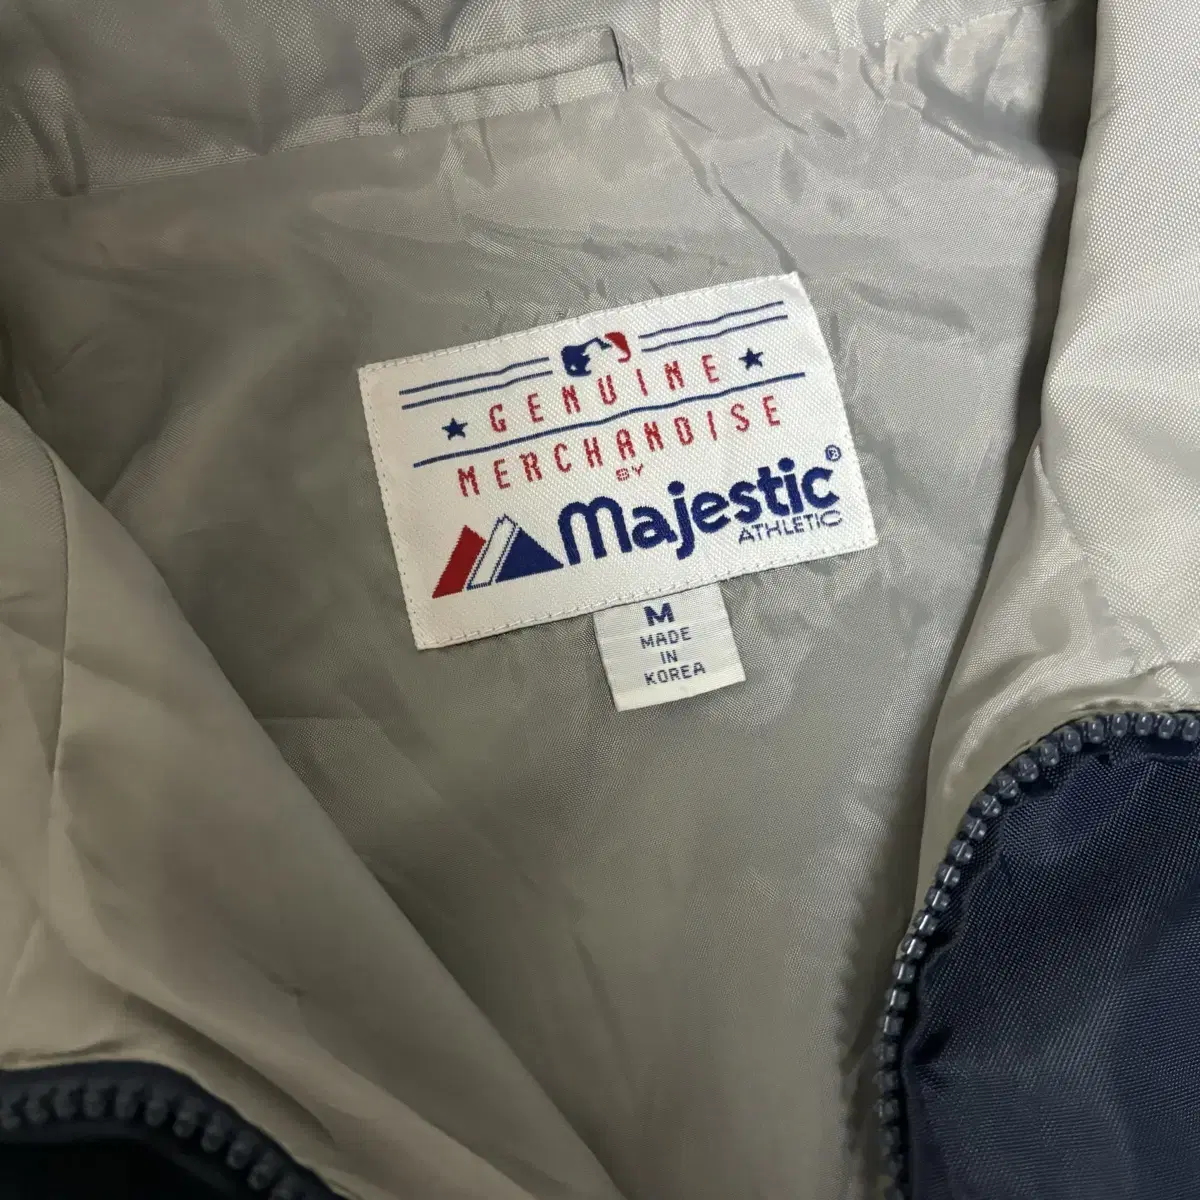 GENUINE
MERCHANDISE
BY
Majestic®
ATHLETIC
M
MADE
IN
KOREA